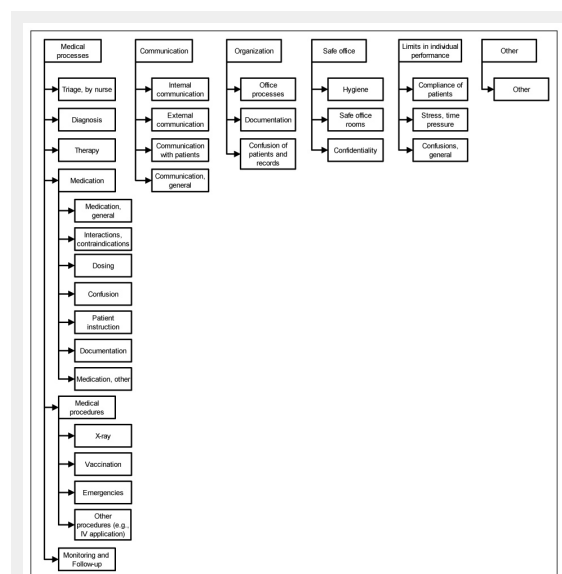 Medical
processes
Triage, by nurse
Diagnosis
Therapy
Medication
Medication,
general
Interactions,
contraindications
Dosing
Confusion
Patient
instruction
Documentation
Medication, other
Medical
procedures
X-ray
Vaccination
Emergencies
Other
procedures (e.g.,
IV application)
Monitoring and
Follow-up
Communication
Internal
communication
External
communication
Communication
with patients
Communication,
general
Organization
Office
processes
Documentation
Confusion of
patients and
records
Safe office
Hygiene
Safe office
rooms
Confidentiality
Limits in individual
performance
Compliance of
patients
Stress, time
pressure
Confusions,
general
Other
Other